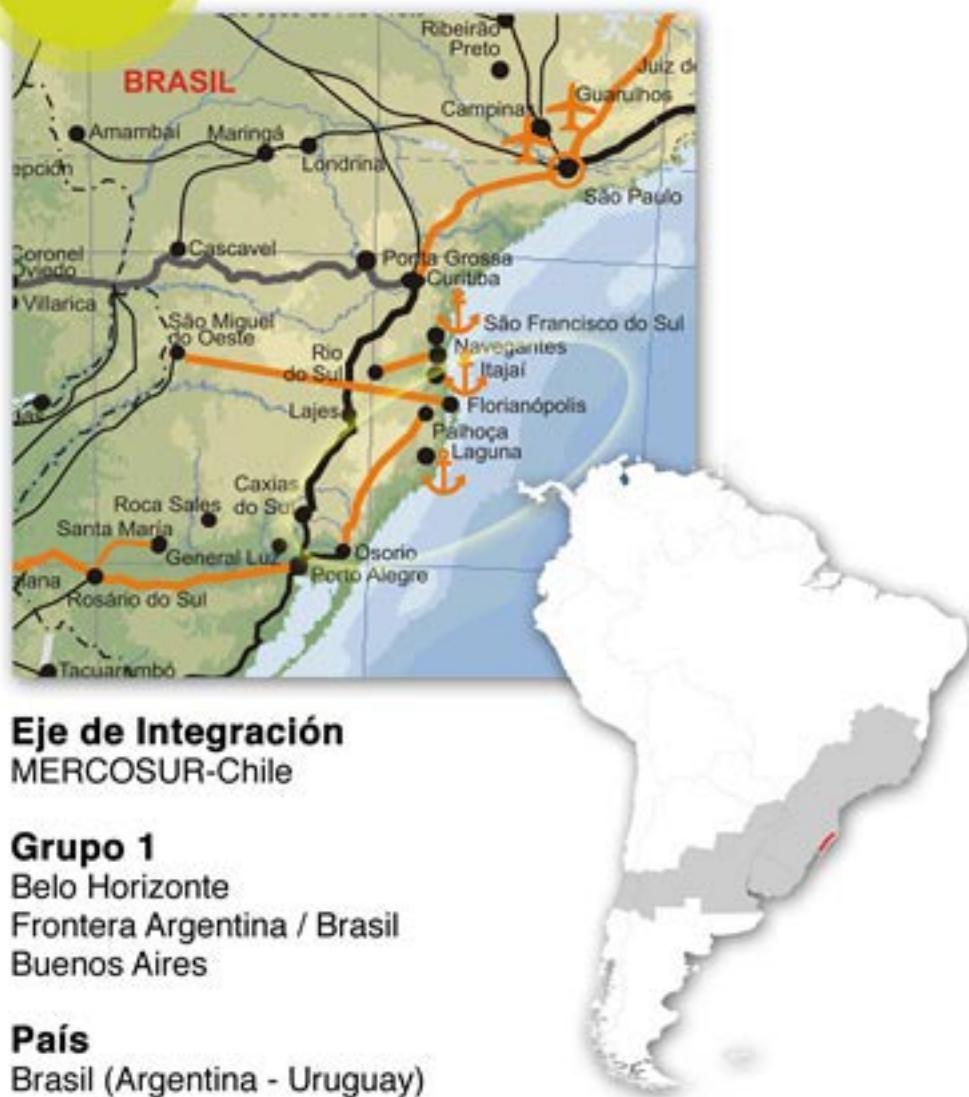 Ribeirão
Preto
Juiz d
BRASIL
Guarulhos
Campina
Amambaí
Maringá
Londrina
epción
São Paulo
Coronel
Oviedo
Cascavel
Ponta Grossa
Curitiba
Villarica
São Miguel
do Oeste
São Francisco do Sul
Navegantes
Rio
do Sul
Itajaí
Lajes
Florianópolis
Palhoça
Laguna
Caxias
do Sul
Roca Sales
Santa María
General Luz
Osorio
Porto Alegre
Rosário do Sul
Tacuarembó
Eje de Integración
MERCOSUR-Chile
Grupo 1
Belo Horizonte
Frontera Argentina / Brasil
Buenos Aires
País
Brasil (Argentina - Uruguay)